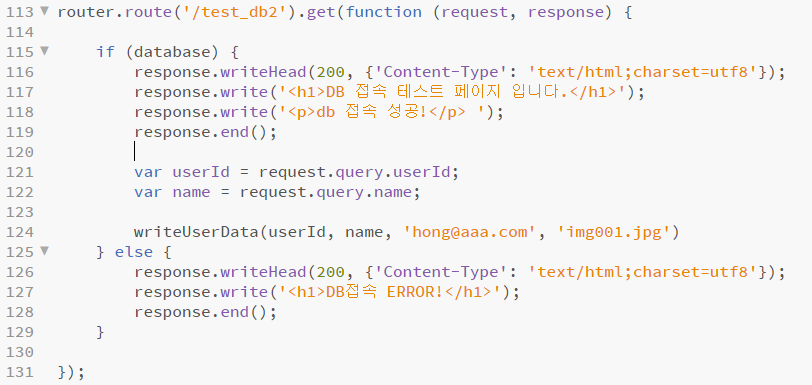 113 router.route('/test_db2').get(function (request, response) {
114
115 if (database) {
116 response.writeHead(200, {'Content-Type': 'text/html;charset=utf8'});
117 response.write('<h1>DB 접속 테스트 페이지 입니다.</h1>');
118 response.write('<p>db 접속 성공!</p> ');
119 response.end();
120
121 var userId = request.query.userId;
122 var name = request.query.name;
123
124 writeUserData(userId, name, 'hong@aaa.com', 'img001.jpg')
125 } else {
126 response.writeHead(200, {'Content-Type': 'text/html;charset=utf8'});
127 response.write('<h1>DB접속 ERROR!</h1>');
128 response.end();
129 }
130
131 });